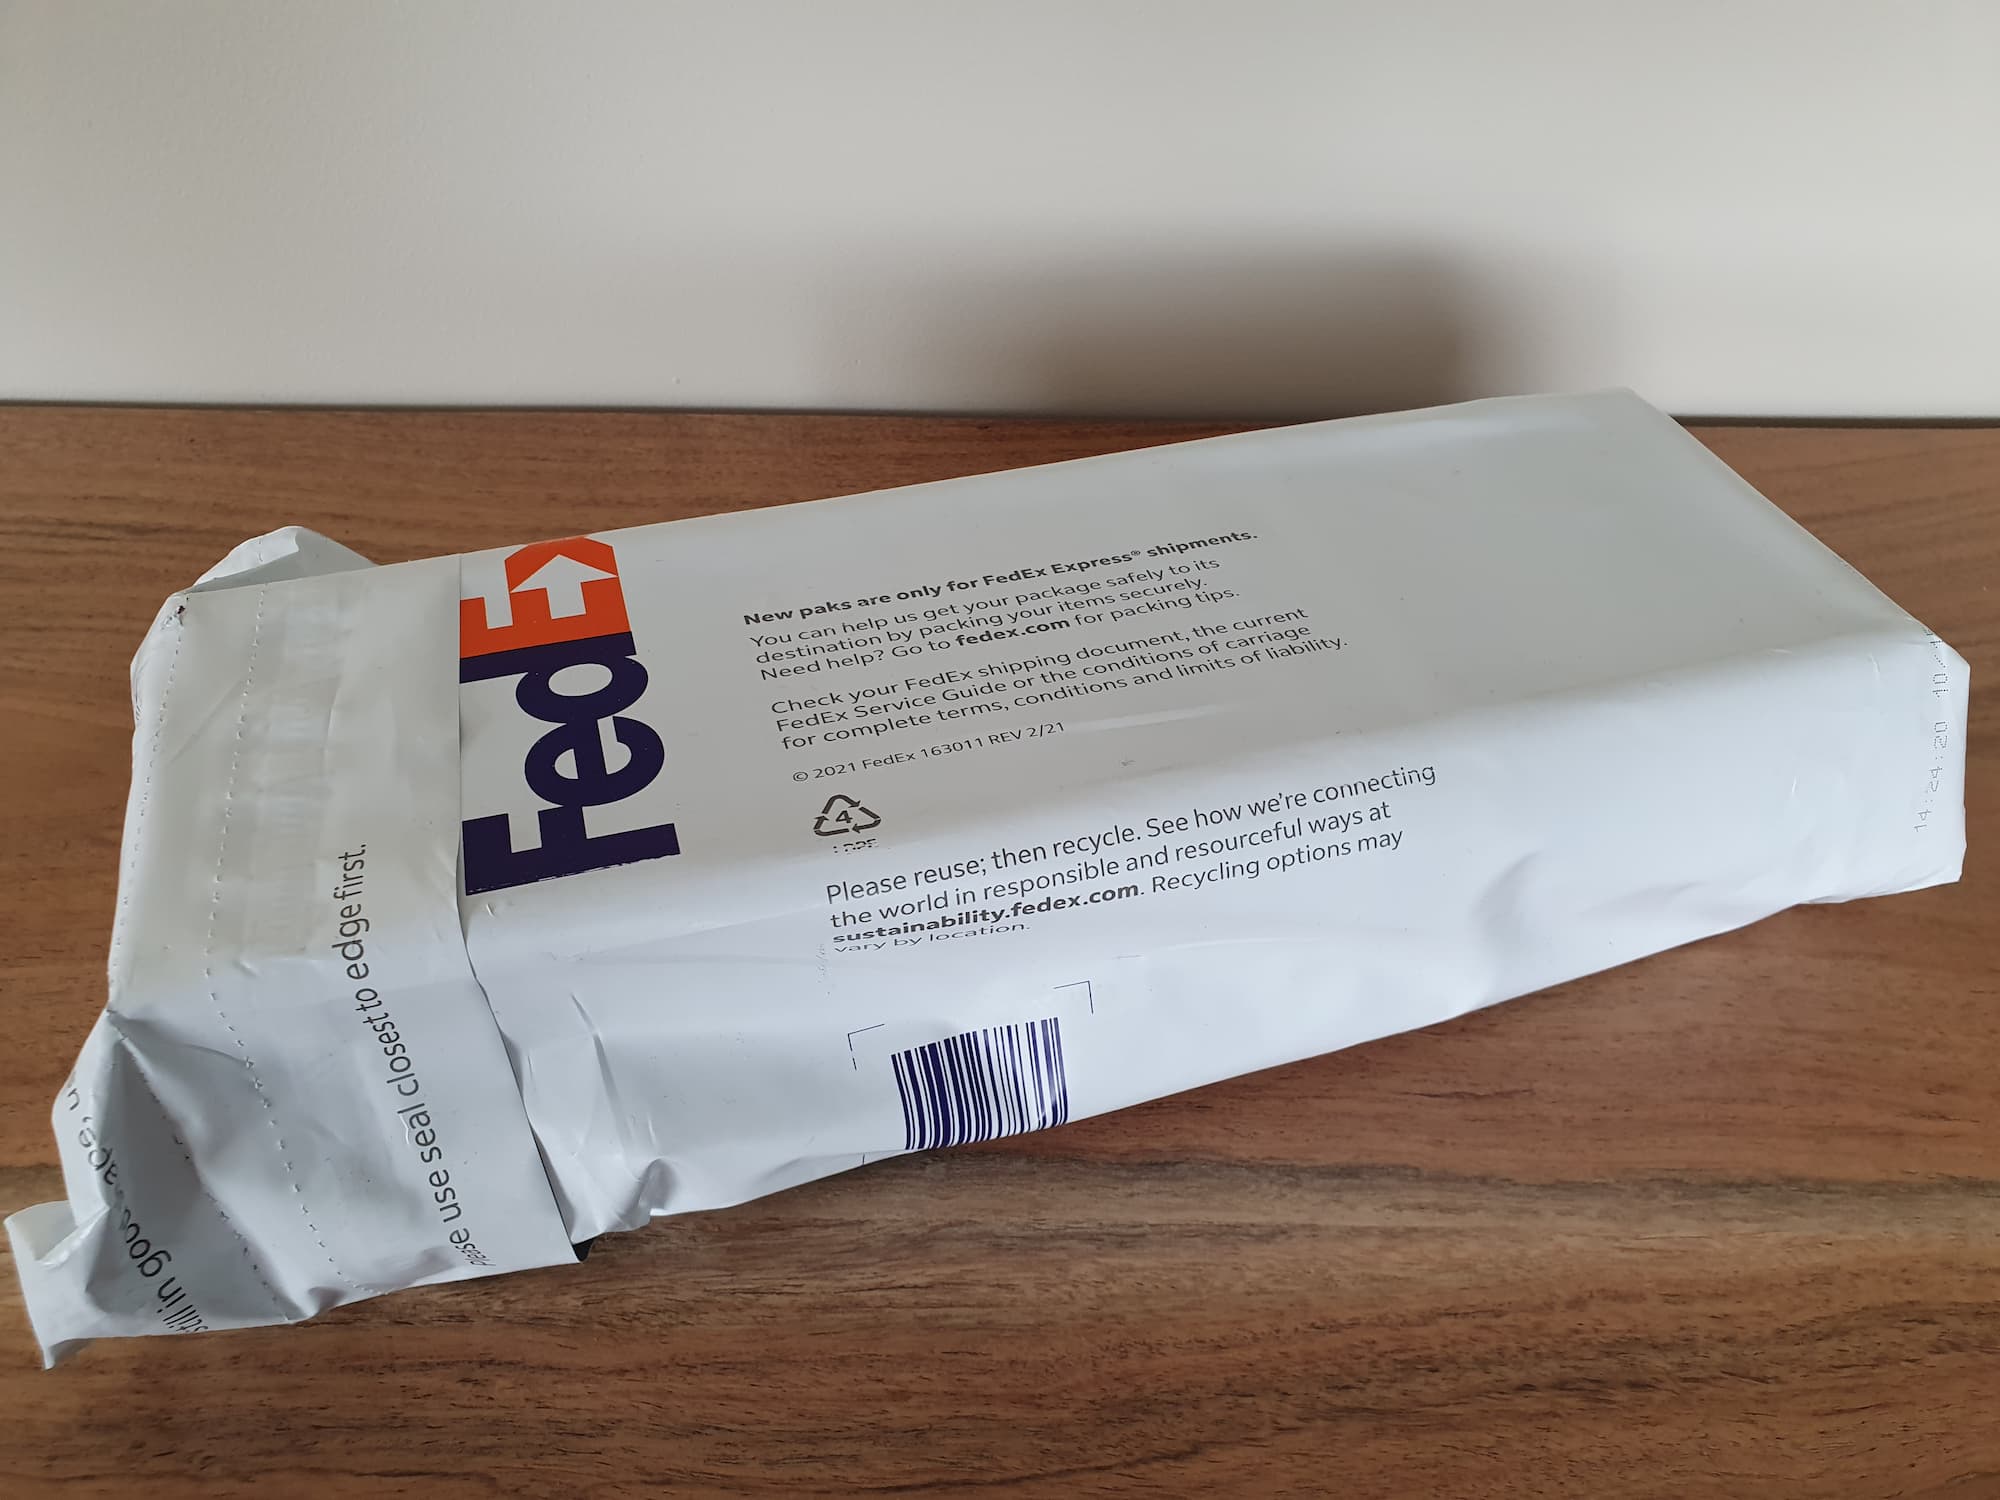 FedEx
New paks are only for FedEx Express® shipments.
You can help us get your package safely to its
destination by packing your items securely.
Need help? Go to fedex.com for packing tips.
Check your FedEx shipping document, the current
FedEx Service Guide or the conditions of carriage
for complete terms, conditions and limits of liability.
© 2021 FedEx 163011 REV 2/21
4
Please reuse; then recycle. See how we're connecting
the world in responsible and resourceful ways at
sustainability.fedex.com. Recycling options may
vary by location.
Please use seal closest to edge first.
still in
14:24:20